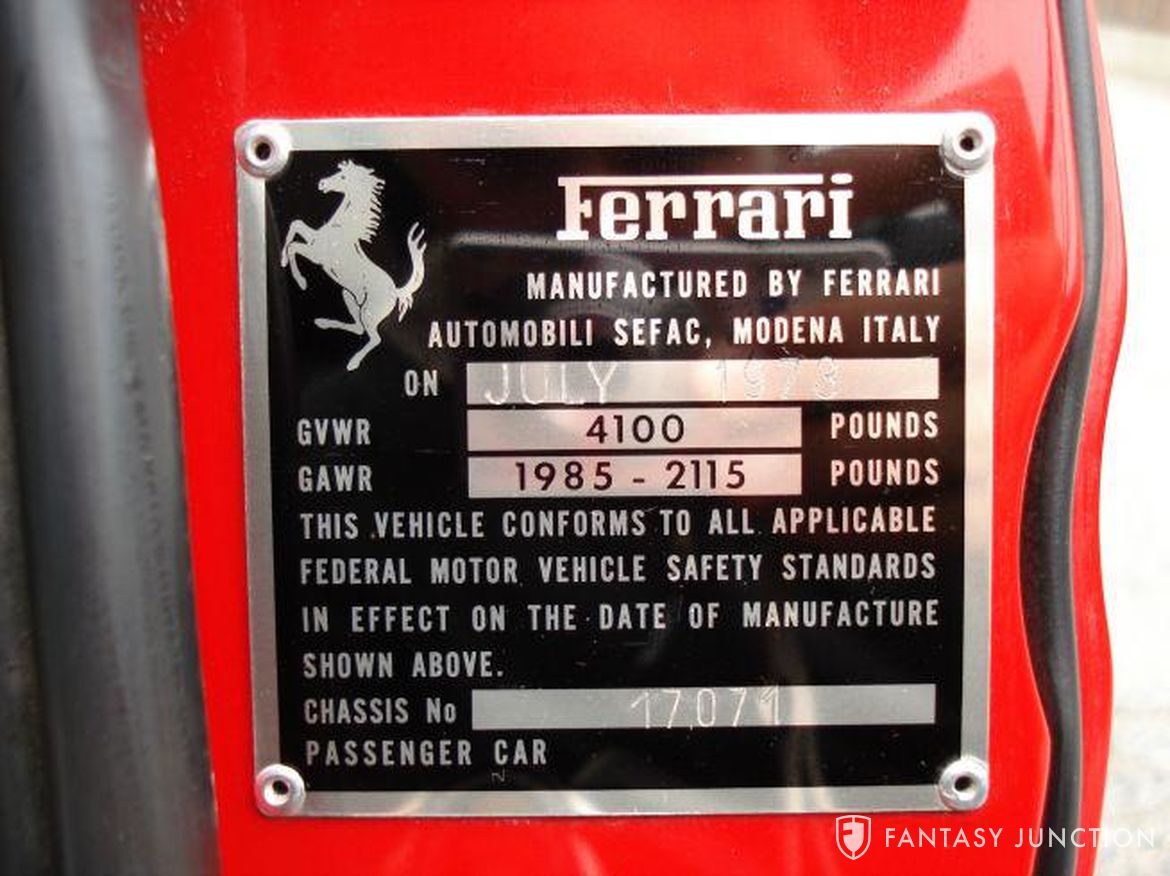 Ferrari
MANUFACTURED BY FERRARI
AUTOMOBILI SEFAC, MODENA ITALY
ON JULY 1973
GVWR 4100 POUNDS
GAWR 1985 - 2115 POUNDS
THIS VEHICLE CONFORMS TO ALL APPLICABLE
FEDERAL MOTOR VEHICLE SAFETY STANDARDS
IN EFFECT ON THE DATE OF MANUFACTURE
SHOWN ABOVE.
CHASSIS No 17071
PASSENGER CAR
FANTASY JUNCTION